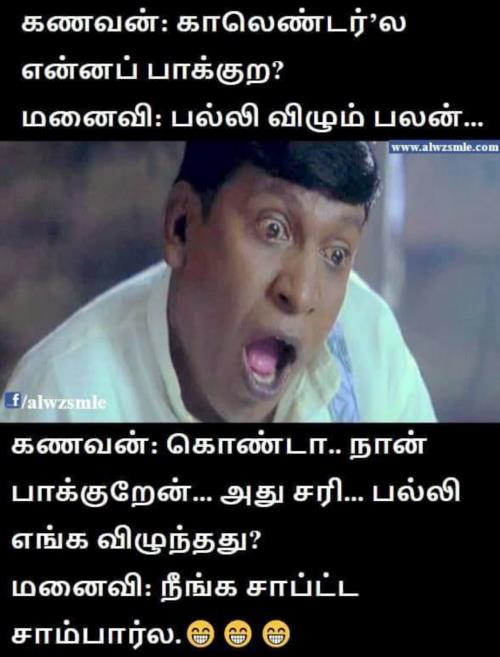 கணவன்: காலெண்டர்’ல
என்னப் பாக்குற?
மனைவி: பல்லி விழும் பலன்...
www.alwzsmle.com
f/alwzsmle
கணவன்: கொண்டா.. நான்
பாக்குறேன்... அது சரி... பல்லி
எங்க விழுந்தது?
மனைவி: நீங்க சாப்ட்ட
சாம்பார்ல.😁 😁 😁